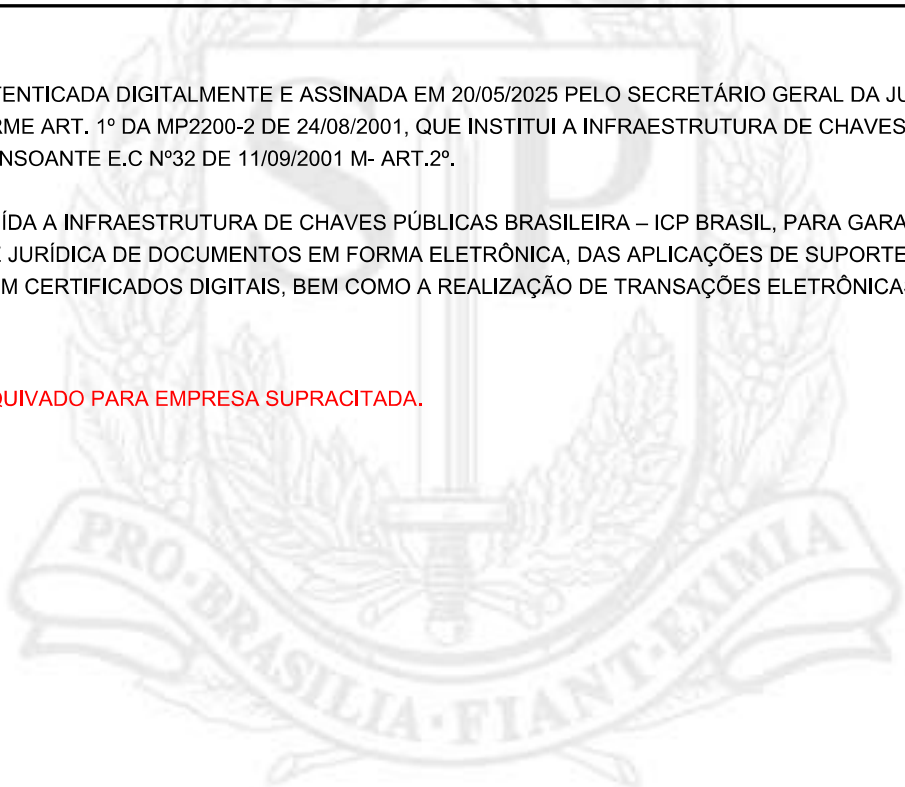 TENTICADA DIGITALMENTE E ASSINADA EM 20/05/2025 PELO SECRETÁRIO GERAL DA JU
RME ART. 1º DA MP2200-2 DE 24/08/2001, QUE INSTITUI A INFRAESTRUTURA DE CHAVES
NSOANTE E.C Nº32 DE 11/09/2001 M- ART.2º.
ÍDA A INFRAESTRUTURA DE CHAVES PÚBLICAS BRASILEIRA – ICP BRASIL, PARA GARA
E JURÍDICA DE DOCUMENTOS EM FORMA ELETRÔNICA, DAS APLICAÇÕES DE SUPORTE
M CERTIFICADOS DIGITAIS, BEM COMO A REALIZAÇÃO DE TRANSAÇÕES ELETRÔNICAS
QUIVADO PARA EMPRESA SUPRACITADA.
SP
PRO·BRASILIA·FIANT·EXIMIA